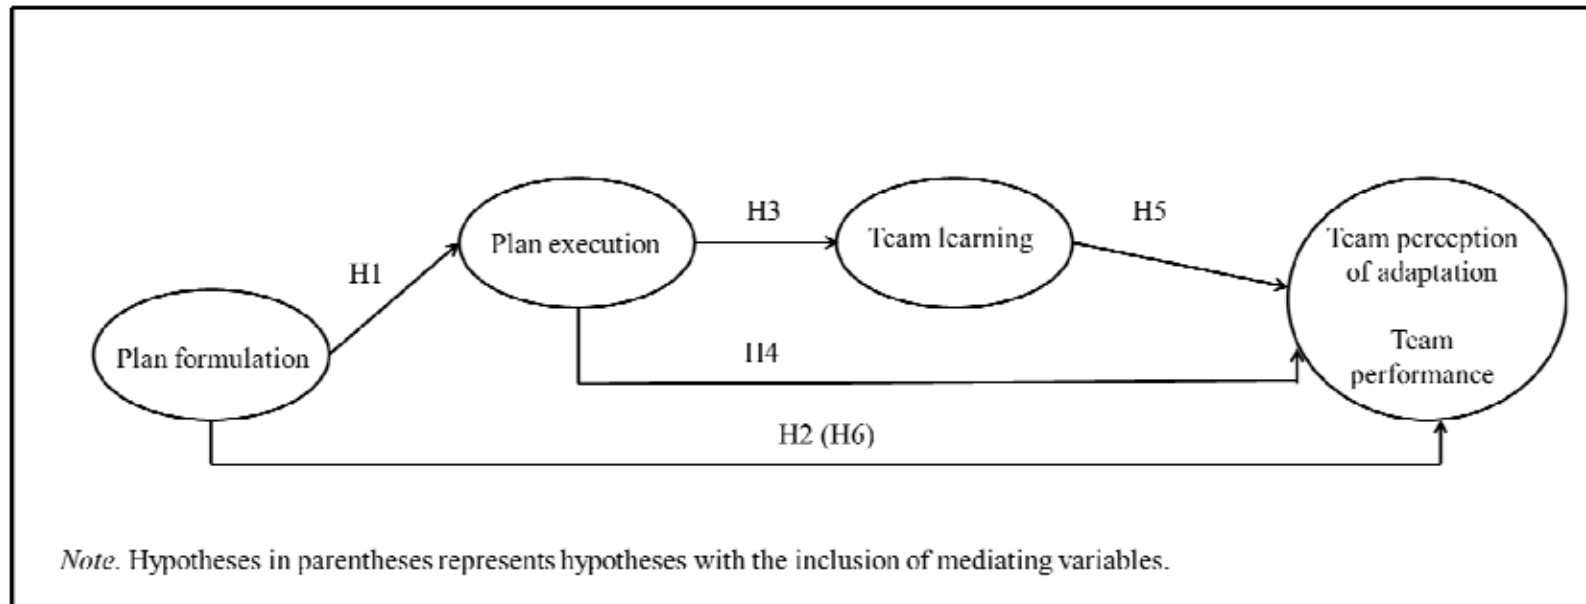 H3
H5
Plan execution
Team learning
Team perception
of adaptation
H1
Plan formulation
H4
Team
performance
H2 (H6)
Note. Hypotheses in parentheses represents hypotheses with the inclusion of mediating variables.